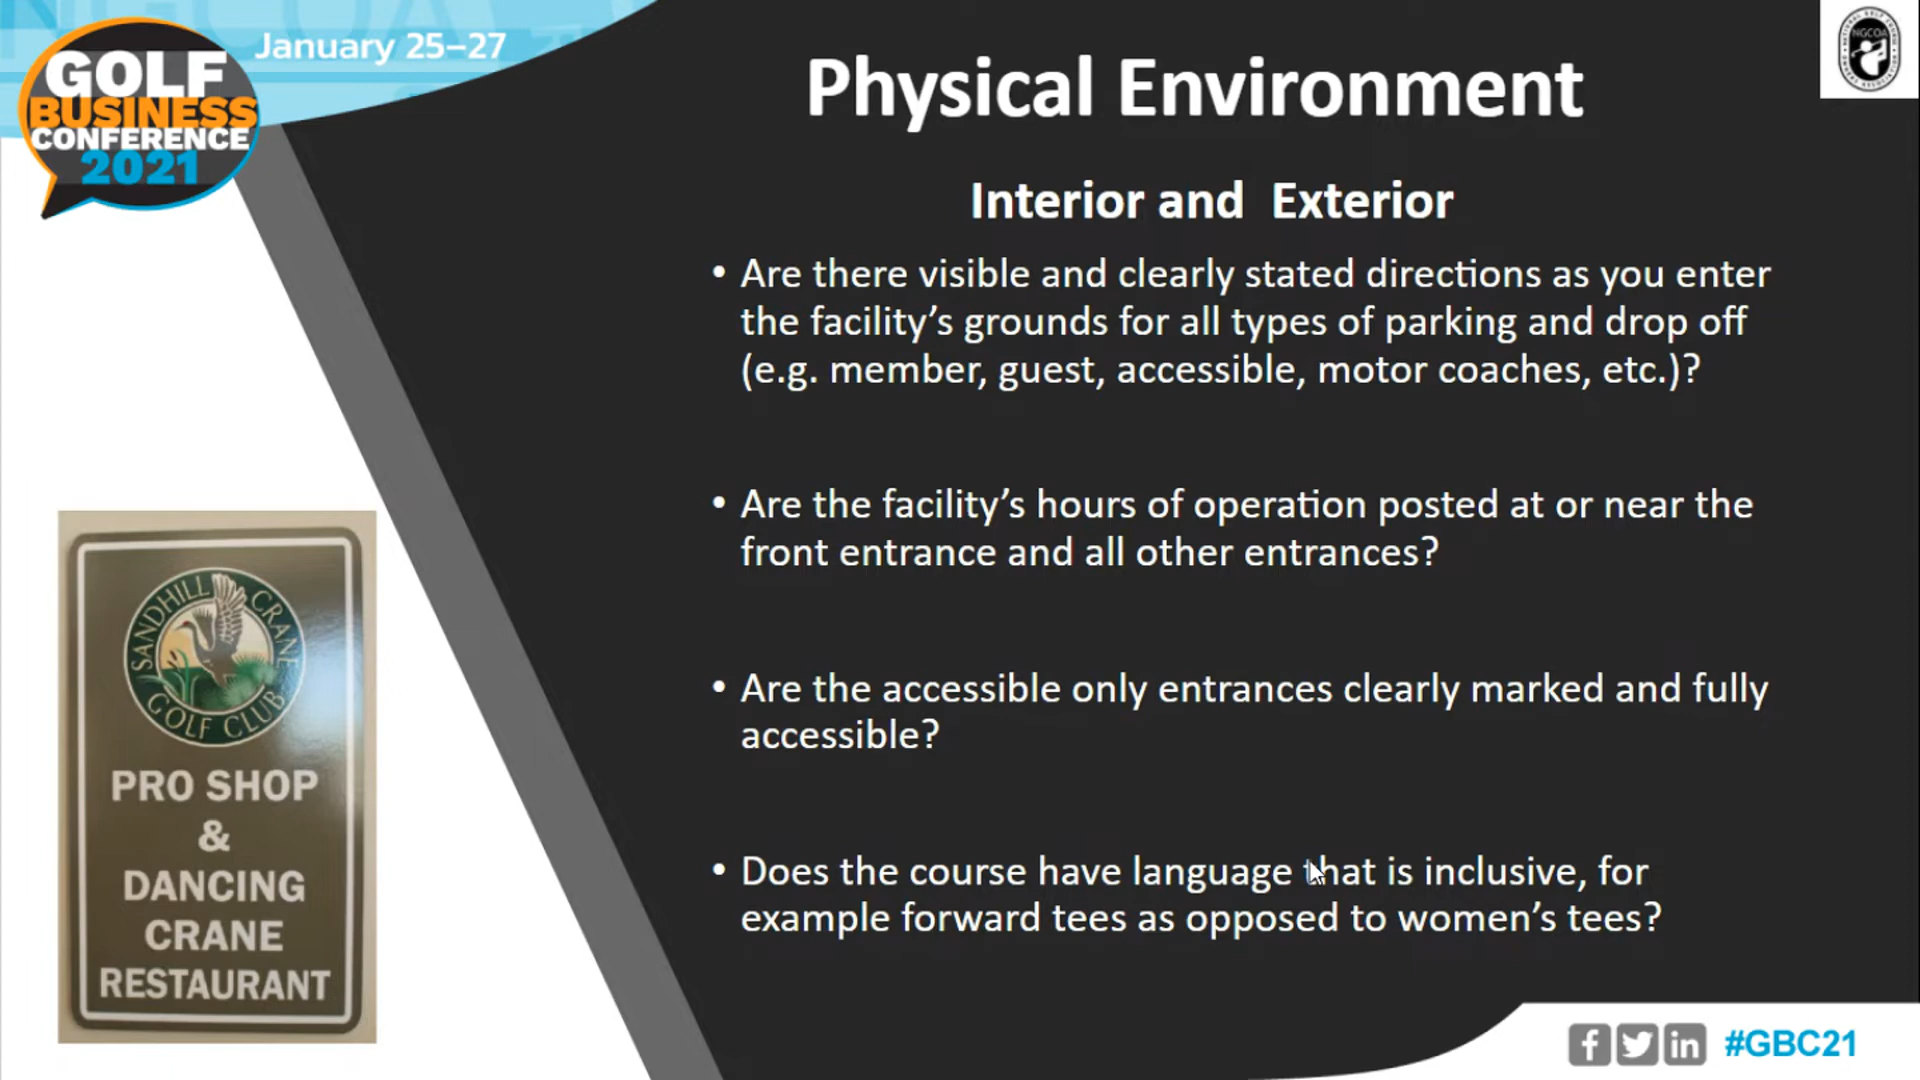 January 25–27
GOLF
BUSINESS
CONFERENCE
2021
NGCOA
Physical Environment
Interior and Exterior
• Are there visible and clearly stated directions as you enter
the facility’s grounds for all types of parking and drop off
(e.g. member, guest, accessible, motor coaches, etc.)?
• Are the facility’s hours of operation posted at or near the
front entrance and all other entrances?
• Are the accessible only entrances clearly marked and fully
accessible?
• Does the course have language that is inclusive, for
example forward tees as opposed to women’s tees?
SANDHILL CRANE
GOLF CLUB
PRO SHOP
&
DANCING
CRANE
RESTAURANT
#GBC21